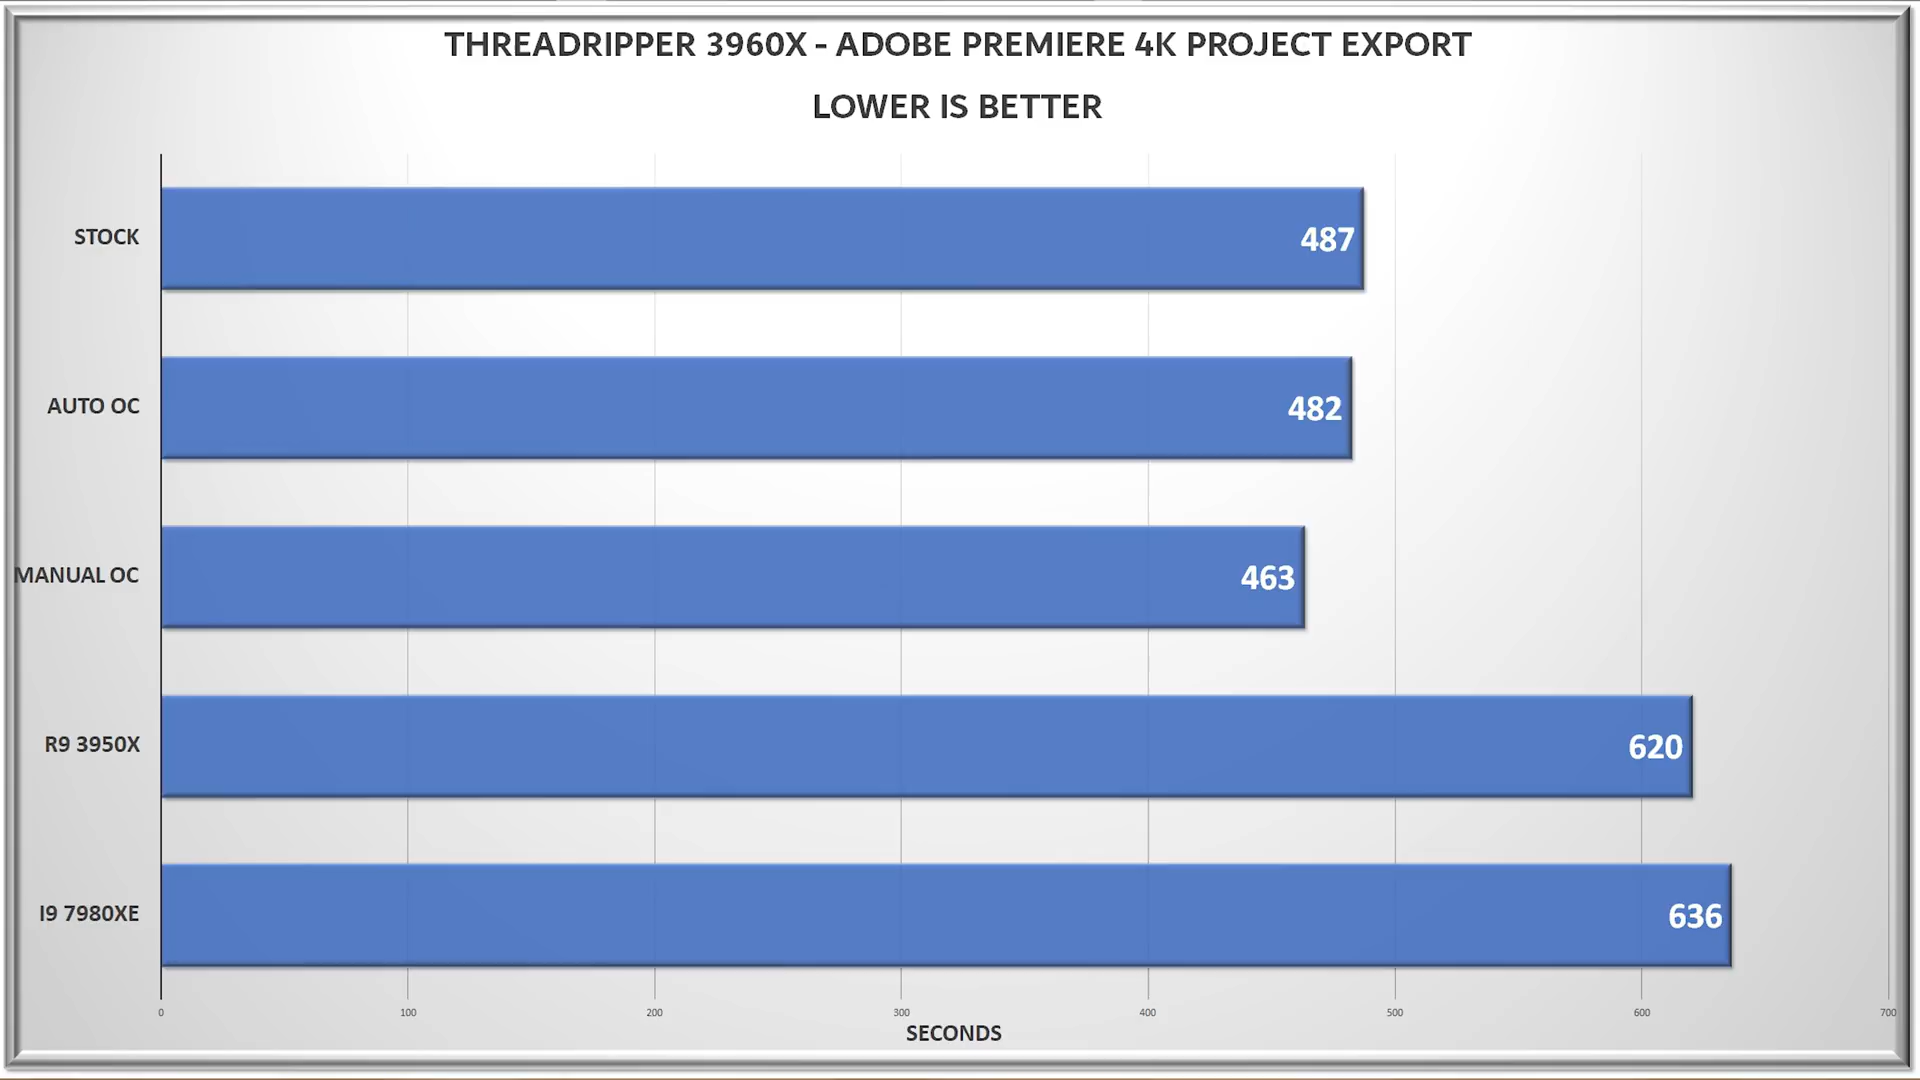 THREADRIPPER 3960X - ADOBE PREMIERE 4K PROJECT EXPORT
LOWER IS BETTER
STOCK 487
AUTO OC 482
MANUAL OC 463
R9 3950X 620
I9 7980XE 636
0 100 200 300 400 500 600 700
SECONDS